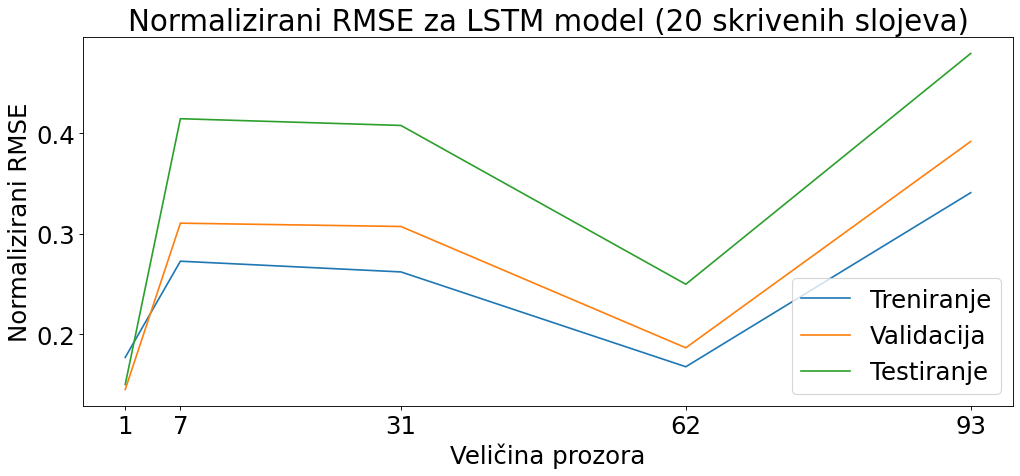 Normalizirani RMSE za LSTM model (20 skrivenih slojeva)
Normalizirani RMSE
0.4
0.3
0.2
Treniranje
Validacija
Testiranje
1 7 31 62 93
Veličina prozora